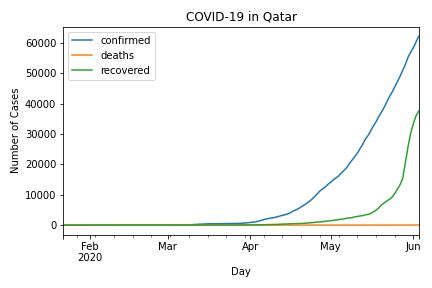 COVID-19 in Qatar
confirmed
deaths
recovered
Number of Cases
60000
50000
40000
30000
20000
10000
0
Feb Mar Apr May Jun
2020
Day